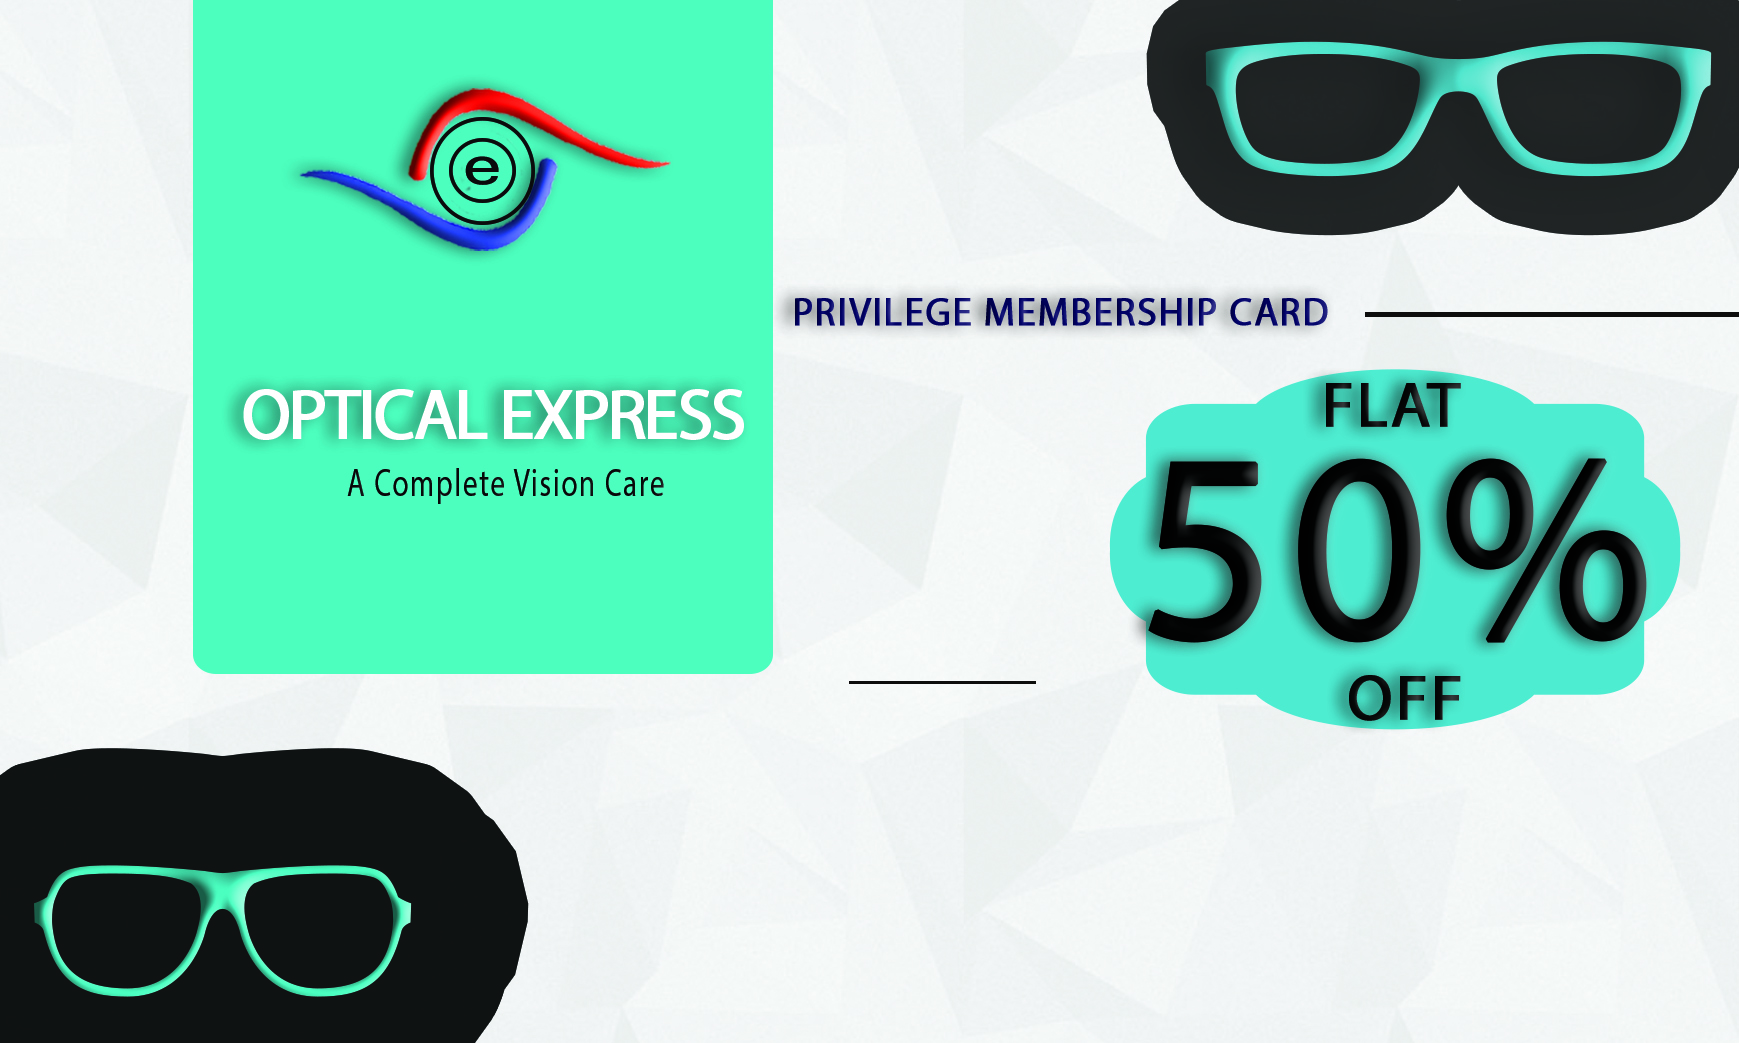 e
OPTICAL EXPRESS
A Complete Vision Care
PRIVILEGE MEMBERSHIP CARD
FLAT
50%
OFF